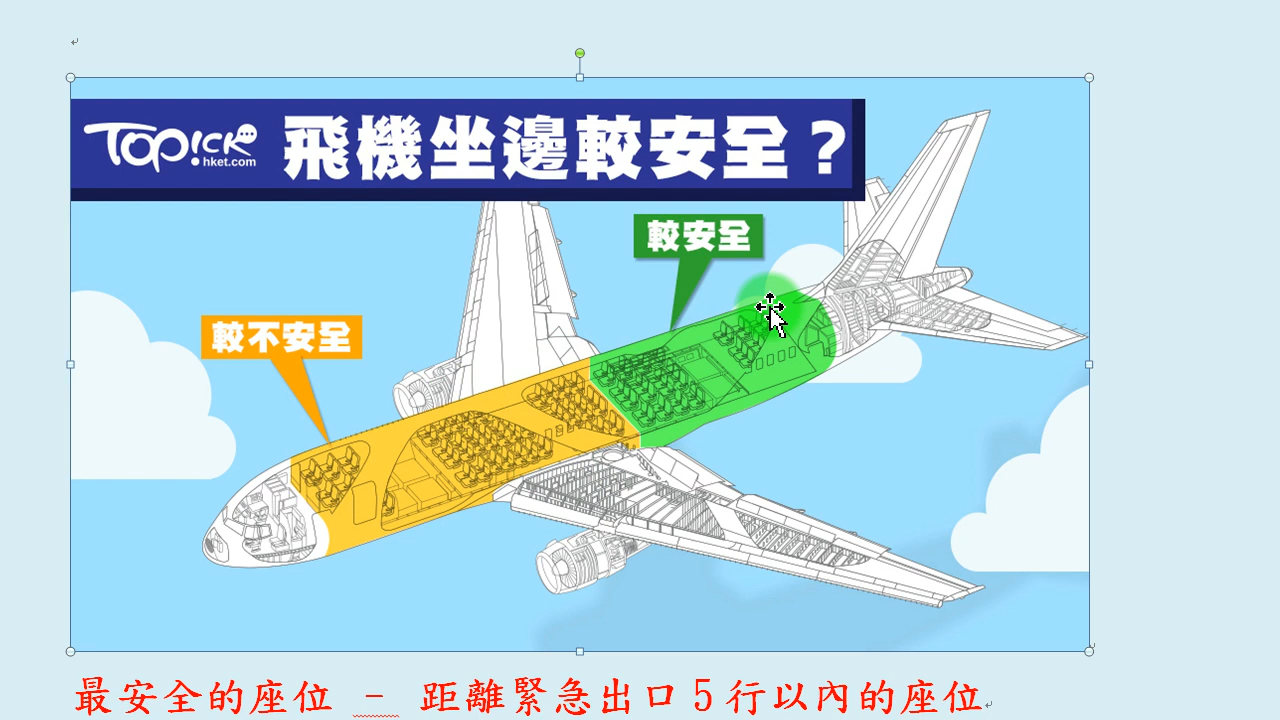 TOPick
hket.com
飛機坐邊較安全？
較安全
較不安全
最安全的座位 - 距離緊急出口5行以內的座位